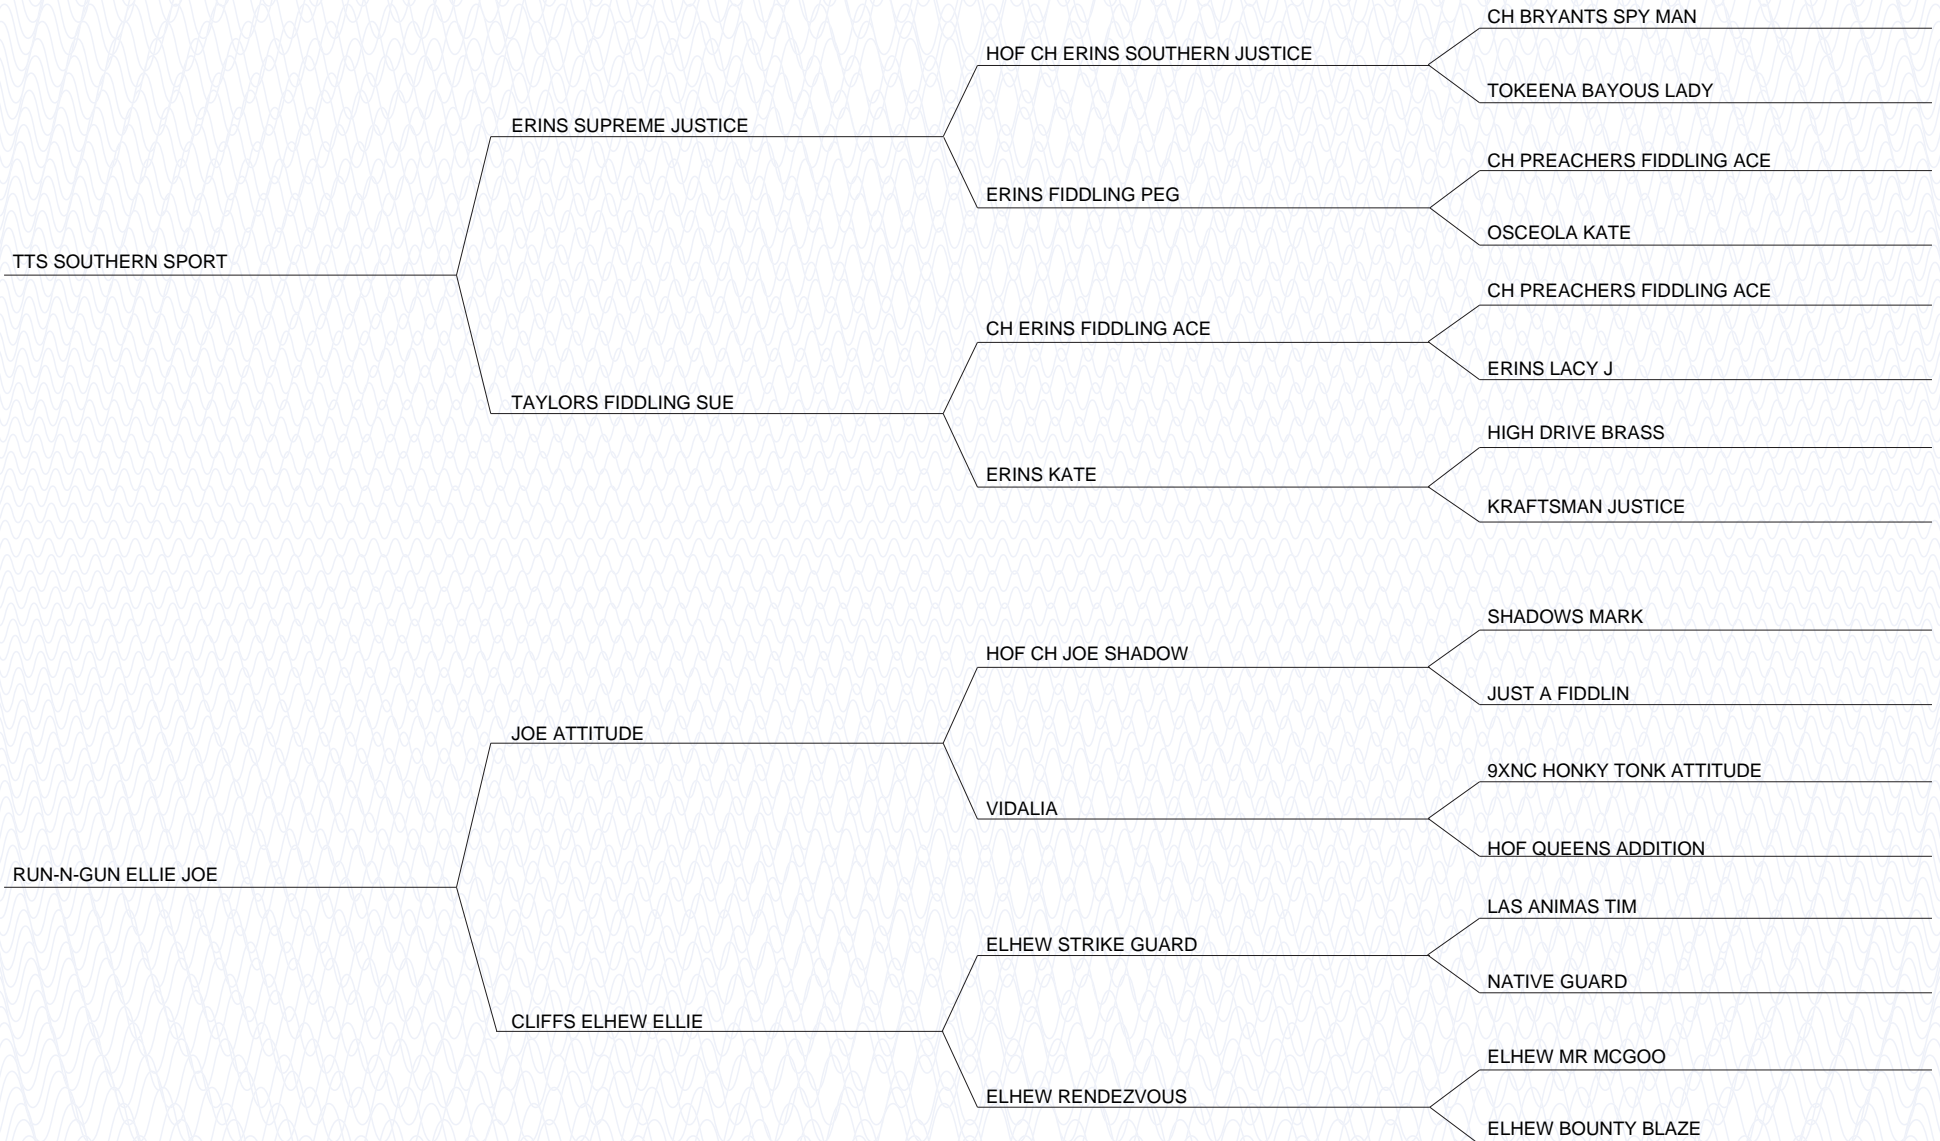 CH BRYANTS SPY MAN
HOF CH ERINS SOUTHERN JUSTICE
TOKEENA BAYOUS LADY
ERINS SUPREME JUSTICE
CH PREACHERS FIDDLING ACE
ERINS FIDDLING PEG
OSCEOLA KATE
TTS SOUTHERN SPORT
CH PREACHERS FIDDLING ACE
CH ERINS FIDDLING ACE
ERINS LACY J
TAYLORS FIDDLING SUE
HIGH DRIVE BRASS
ERINS KATE
KRAFTSMAN JUSTICE
SHADOWS MARK
HOF CH JOE SHADOW
JUST A FIDDLIN
JOE ATTITUDE
9XNC HONKY TONK ATTITUDE
VIDALIA
HOF QUEENS ADDITION
RUN-N-GUN ELLIE JOE
LAS ANIMAS TIM
ELHEW STRIKE GUARD
NATIVE GUARD
CLIFFS ELHEW ELLIE
ELHEW MR MCGOO
ELHEW RENDEZVOUS
ELHEW BOUNTY BLAZE